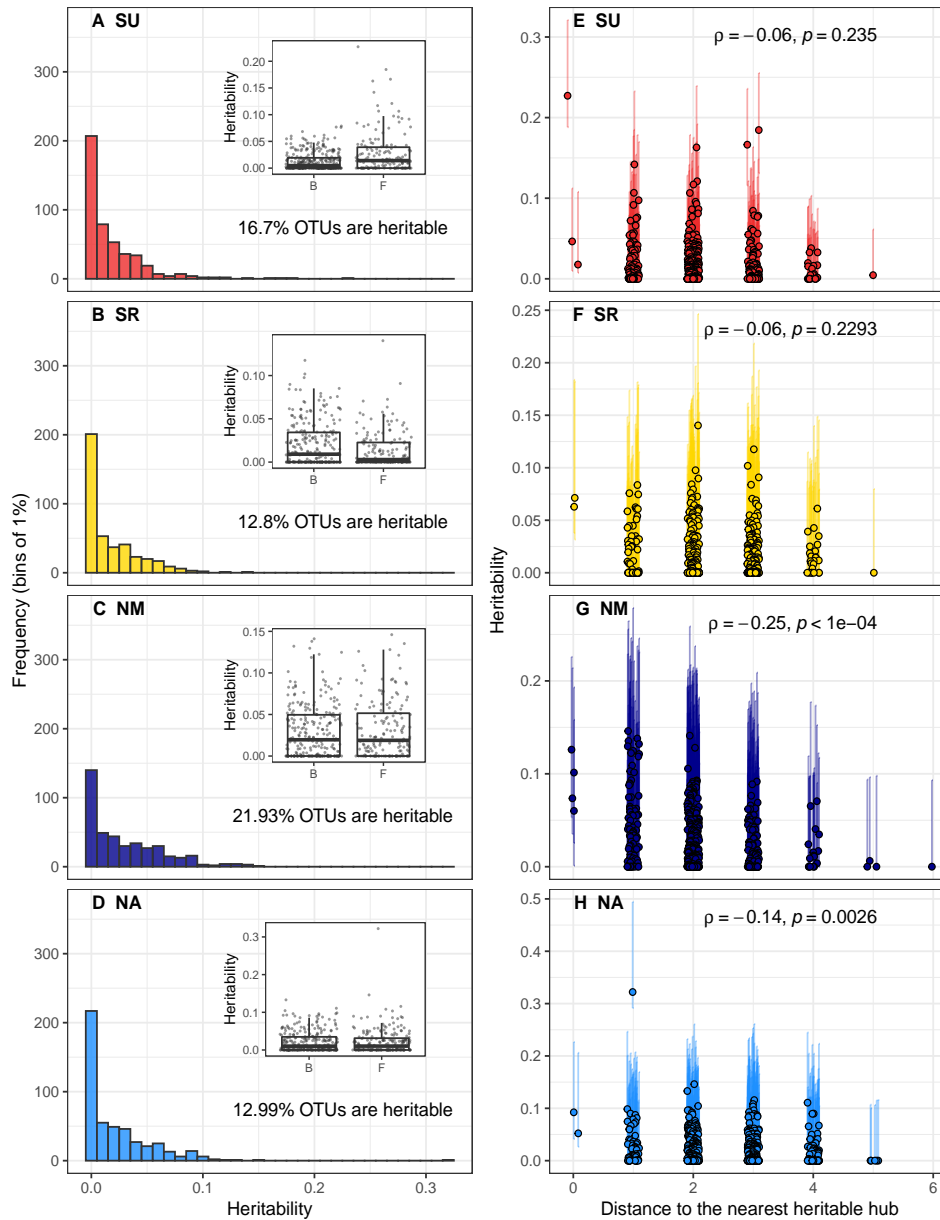 A SU
400
300
200
100
0
Heritability
0.20
0.15
0.10
0.05
0.00
B F
16.7% OTUs are heritable
B SR
300
200
100
0
Heritability
0.10
0.05
0.00
B F
12.8% OTUs are heritable
C NM
300
200
100
0
Heritability
0.15
0.10
0.05
0.00
B F
21.93% OTUs are heritable
D NA
300
200
100
0
Heritability
0.3
0.2
0.1
0.0
B F
12.99% OTUs are heritable
0.0 0.1 0.2 0.3
Heritability
Frequency (bins of 1%)
E SU
ρ = −0.06, p = 0.235
0.3
0.2
0.1
0.0
F SR
ρ = −0.06, p = 0.2293
0.25
0.20
0.15
0.10
0.05
0.00
G NM
ρ = −0.25, p < 1e−04
0.2
0.1
0.0
H NA
ρ = −0.14, p = 0.0026
0.5
0.4
0.3
0.2
0.1
0.0
0 2 4 6
Distance to the nearest heritable hub
Heritability